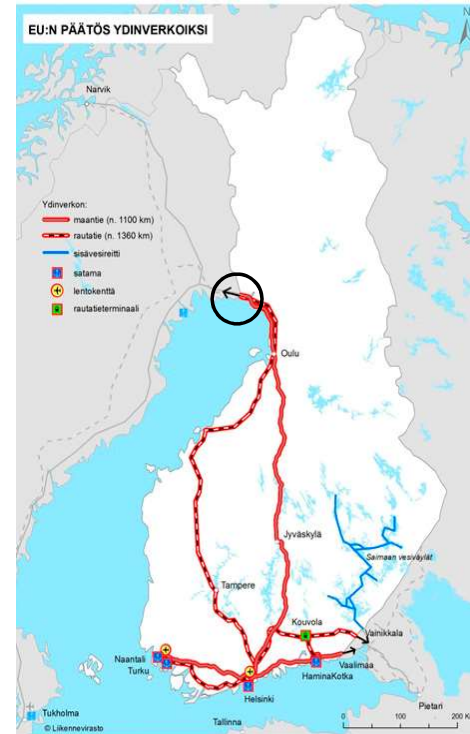 EU:N PÄÄTÖS YDINVERKOIKSI
N
Narvik
Ydinverkon:
maantie (n. 1100 km)
rautatie (n. 1360 km)
sisävesireitti
satama
lentokenttä
rautatieterminaali
Oulu
Jyväskylä
Saimaan vesiväylät
Tampere
Kouvola
Vainikkala
Naantali
Turku
Vaalimaa
HaminaKotka
Helsinki
Pietari
Tukholma
Tallinna
© Liikennevirasto
0 100 200 Km